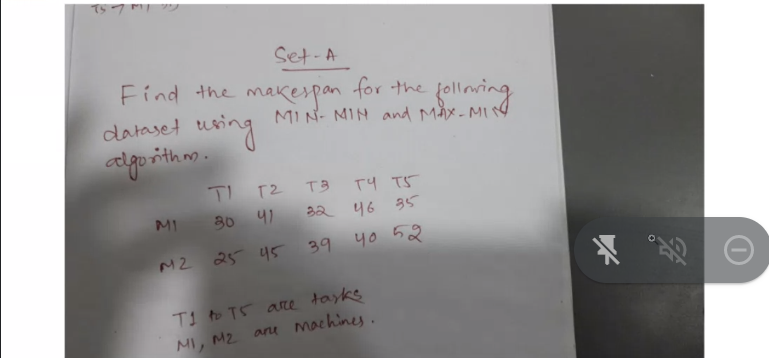 Set-A
Find the makespan for the following
dataset using MIN-MIN and MAX-MIN
algorithm.
T1 T2 T3 T4 T5
M1 30 41 32 46 35
M2 25 45 39 40 52
T1 to T5 are tasks
M1, M2 are Machines.